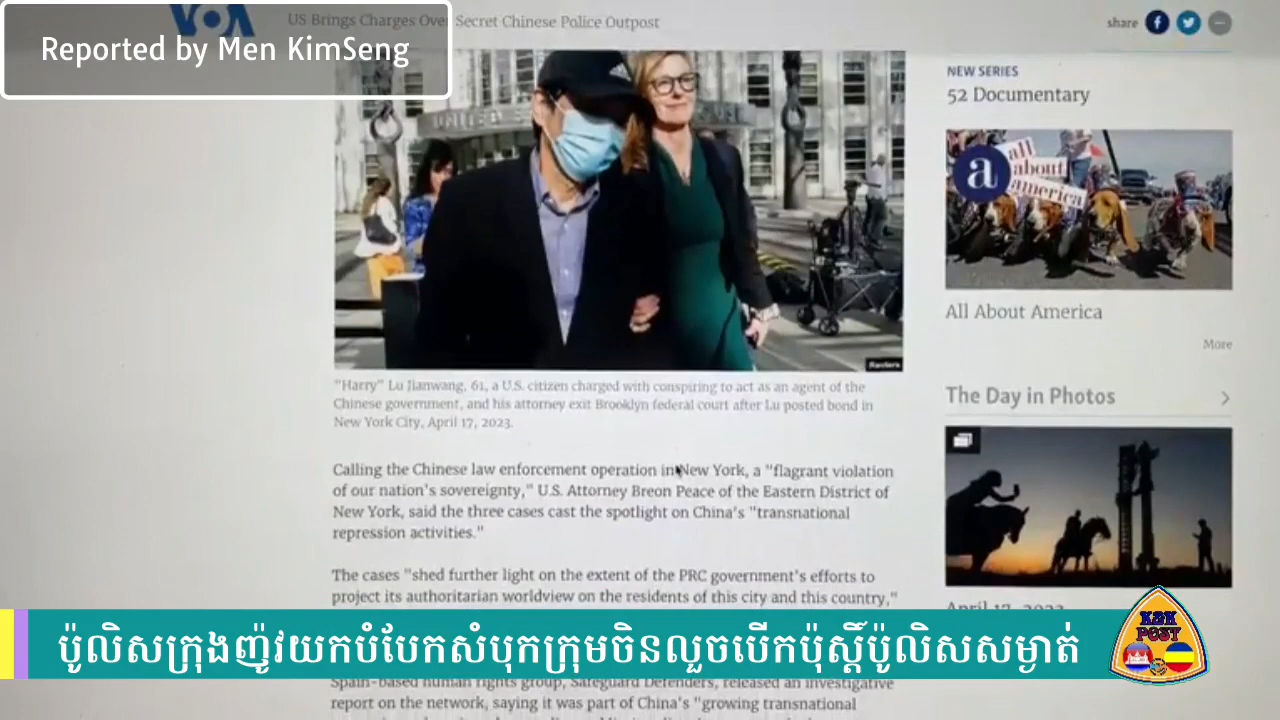 VOA
US Brings Charges Over Secret Chinese Police Outpost
share
Reported by Men KimSeng
NEW SERIES
52 Documentary
a
all
about
america
All About America
More
The Day in Photos
Reuters
"Harry" Lu Jianwang, 61, a U.S. citizen charged with conspiring to act as an agent of the
Chinese government, and his attorney exit Brooklyn federal court after Lu posted bond in
New York City, April 17, 2023.
Calling the Chinese law enforcement operation in New York, a "flagrant violation
of our nation's sovereignty," U.S. Attorney Breon Peace of the Eastern District of
New York, said the three cases cast the spotlight on China's "transnational
repression activities."
The cases "shed further light on the extent of the PRC government's efforts to
project its authoritarian worldview on the residents of this city and this country,"
April 17, 2023
ប៉ូលិសក្រុងញ៉ូវយកបំបែកសំបុកក្រុមចិនលួចបើកប៉ុស្តិ៍ប៉ូលិសសម្ងាត់
K&K
POST
Spain-based human rights group, Safeguard Defenders, released an investigative
report on the network, saying it was part of China's "growing transnational